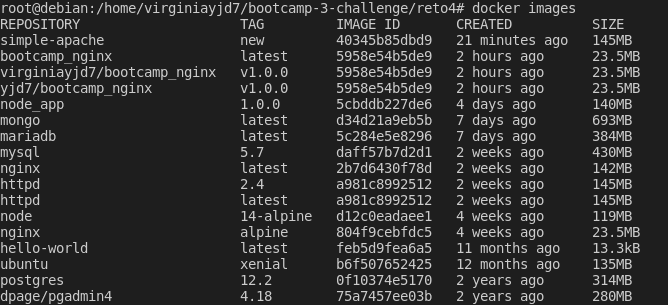 root@debian:/home/virginiayjd7/bootcamp-3-challenge/reto4# docker images
REPOSITORY TAG IMAGE ID CREATED SIZE
simple-apache new 40345b85dbd9 21 minutes ago 145MB
bootcamp_nginx latest 5958e54b5de9 2 hours ago 23.5MB
virginiayjd7/bootcamp_nginx v1.0.0 5958e54b5de9 2 hours ago 23.5MB
yjd7/bootcamp_nginx v1.0.0 5958e54b5de9 2 hours ago 23.5MB
node_app 1.0.0 5cbddb227de6 4 days ago 140MB
mongo latest d34d21a9eb5b 7 days ago 693MB
mariadb latest 5c284e5e8296 7 days ago 384MB
mysql 5.7 daff57b7d2d1 2 weeks ago 430MB
nginx latest 2b7d6430f78d 2 weeks ago 142MB
httpd 2.4 a981c8992512 2 weeks ago 145MB
httpd latest a981c8992512 2 weeks ago 145MB
node 14-alpine d12c0eadaee1 4 weeks ago 119MB
nginx alpine 804f9cebfdc5 4 weeks ago 23.5MB
hello-world latest feb5d9fea6a5 11 months ago 13.3kB
ubuntu xenial b6f507652425 12 months ago 135MB
postgres 12.2 0f10374e5170 2 years ago 314MB
dpage/pgadmin4 4.18 75a7457ee03b 2 years ago 280MB